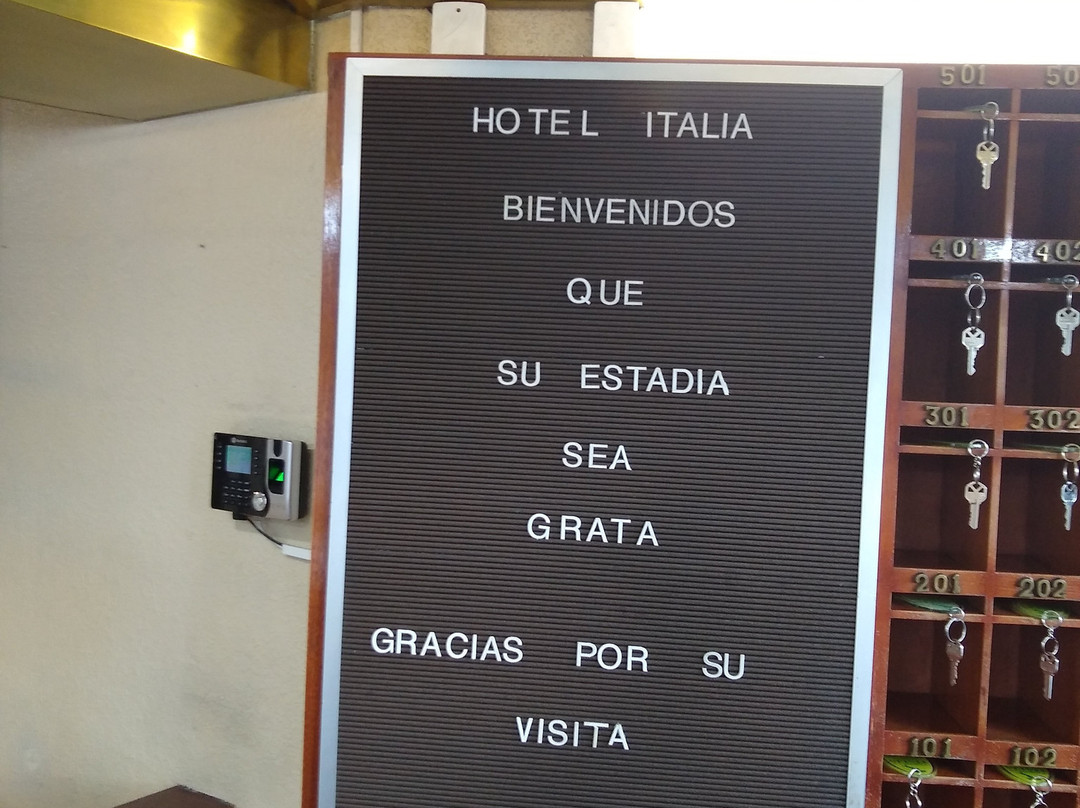 HOTEL ITALIA
BIENVENIDOS
QUE
SU ESTADIA
SEA
GRATA
GRACIAS POR SU
VISITA
501
401 402
301 302
201 202
101 102